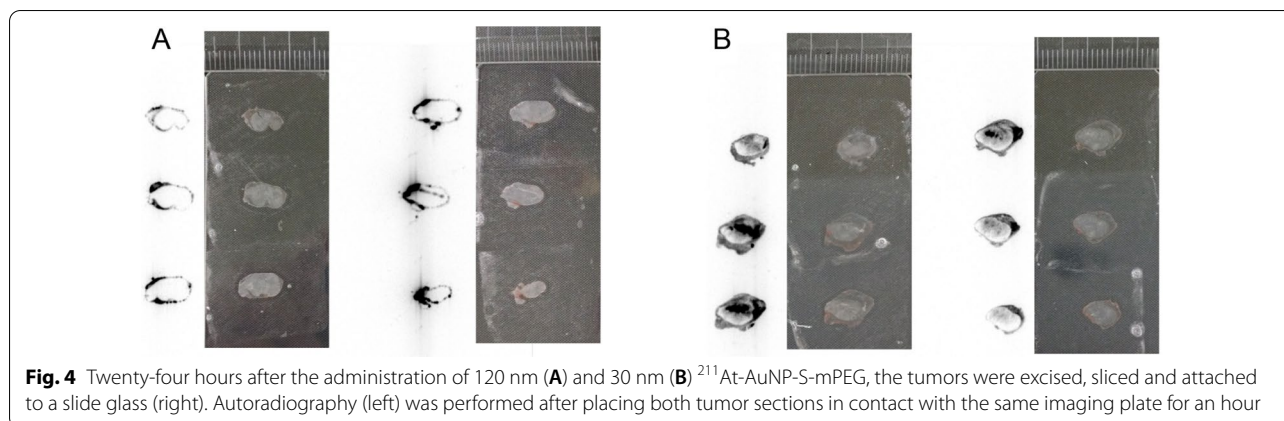 A
B
Fig. 4 Twenty-four hours after the administration of 120 nm (A) and 30 nm (B) ²¹¹At-AuNP-S-mPEG, the tumors were excised, sliced and attached
to a slide glass (right). Autoradiography (left) was performed after placing both tumor sections in contact with the same imaging plate for an hour